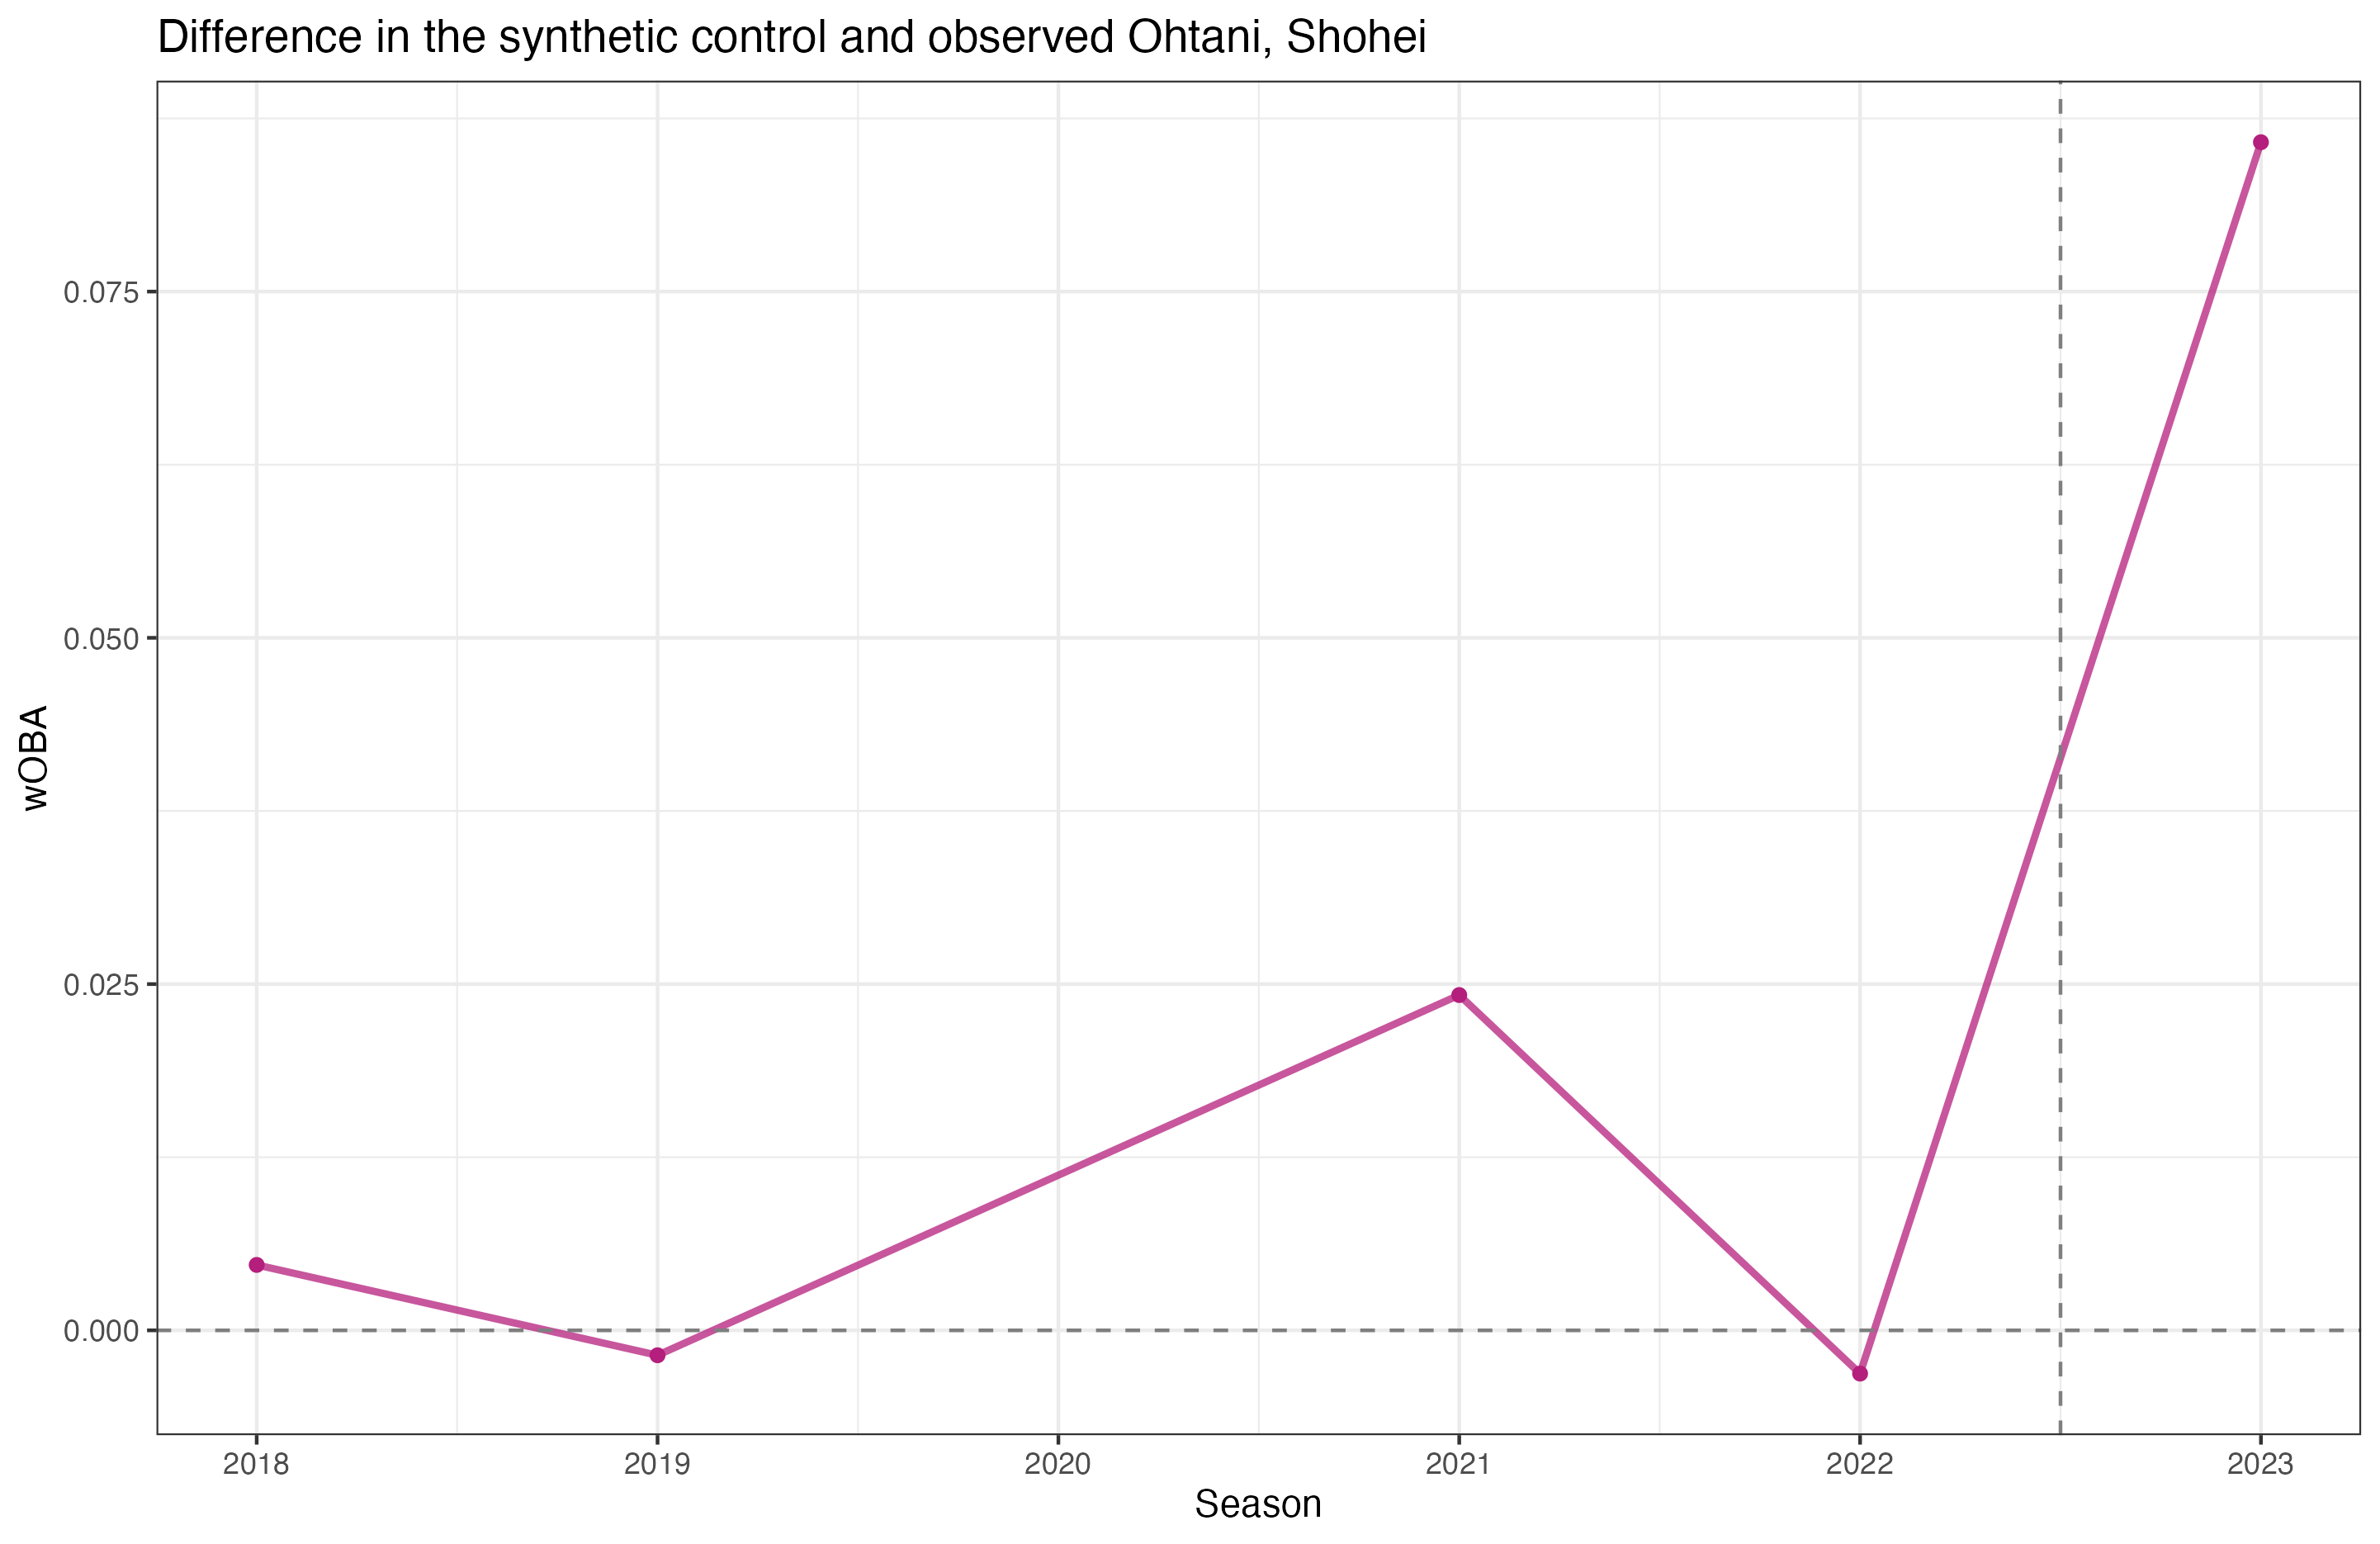 Difference in the synthetic control and observed Ohtani, Shohei
wOBA
0.075
0.050
0.025
0.000
2018 2019 2020 2021 2022 2023
Season